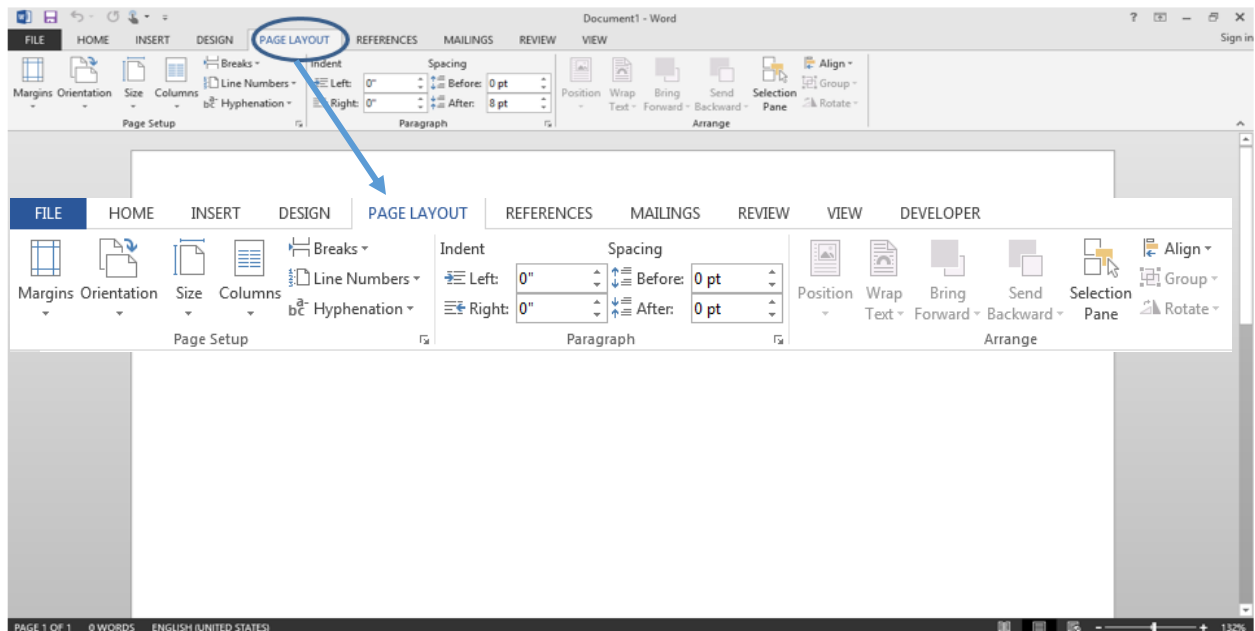 Document1 - Word
?
FILE HOME INSERT DESIGN PAGE LAYOUT REFERENCES MAILINGS REVIEW VIEW Sign in
Breaks Indent Spacing Align
Line Numbers Left: 0" Before: 0 pt Group
Margins Orientation Size Columns Position Wrap Bring Send Selection
Hyphenation Right: 0" After: 8 pt Text Forward Backward Pane Rotate
Page Setup Paragraph Arrange
FILE HOME INSERT DESIGN PAGE LAYOUT REFERENCES MAILINGS REVIEW VIEW DEVELOPER
Breaks Indent Spacing Align
Line Numbers Left: 0" Before: 0 pt Group
Margins Orientation Size Columns Position Wrap Bring Send Selection
Hyphenation Right: 0" After: 0 pt Text Forward Backward Pane Rotate
Page Setup Paragraph Arrange
PAGE 1 OF 1 0 WORDS ENGLISH (UNITED STATES) 132%